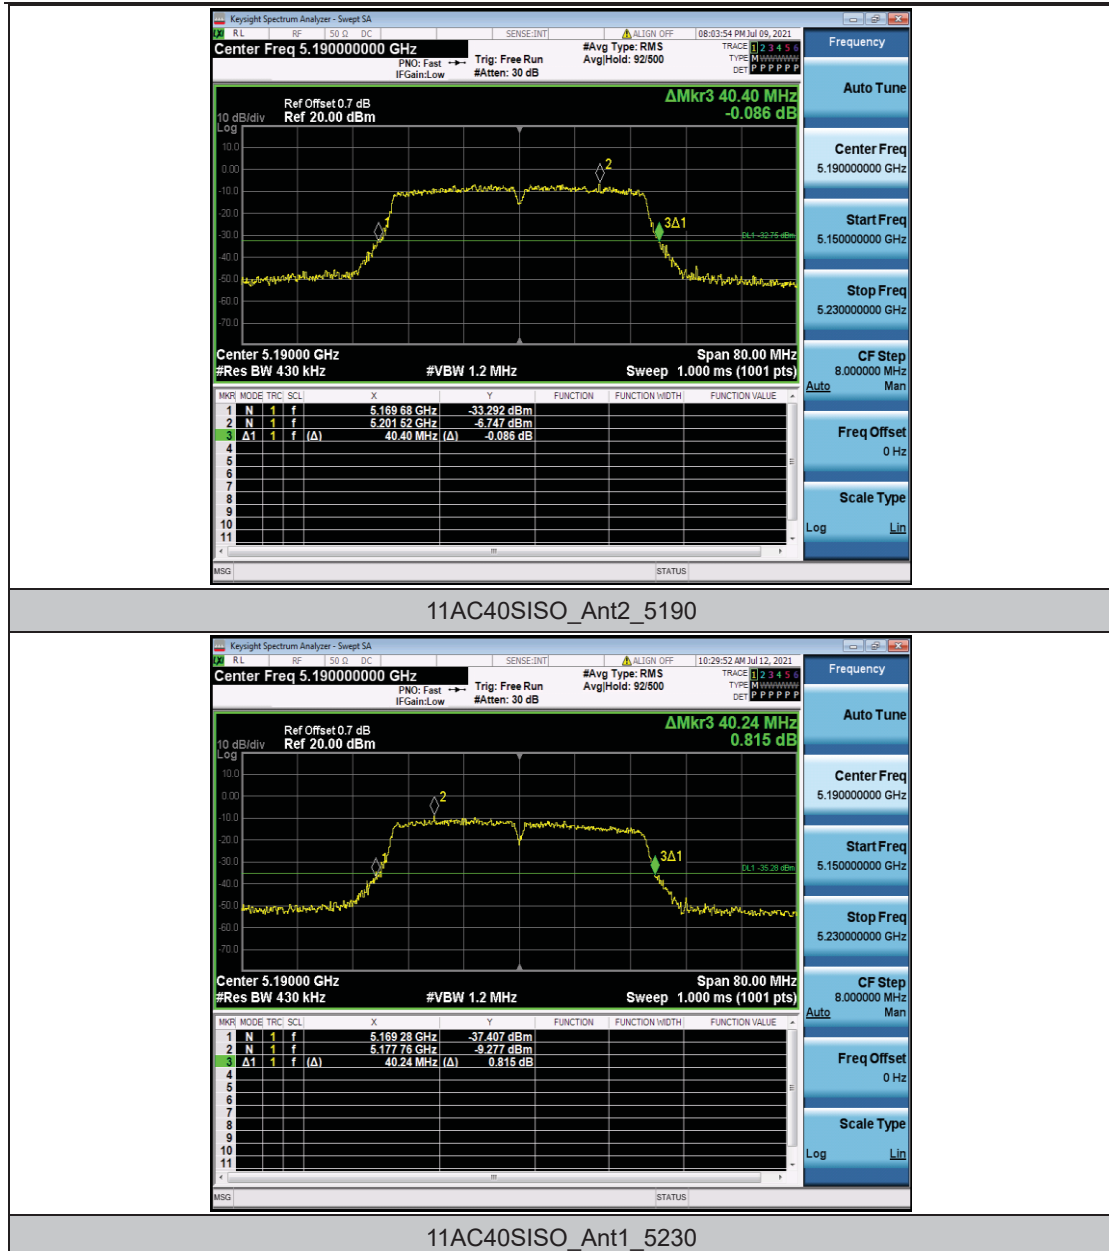 Keysight Spectrum Analyzer - Swept SA
LXI RL RF 50 Ω DC SENSE:INT ALIGN OFF 08:03:54 PM Jul 09, 2021
Center Freq 5.190000000 GHz #Avg Type: RMS TRACE 1 2 3 4 5 6
PNO: Fast Trig: Free Run Avg|Hold: 92/500 TYPE M WWWWW
IFGain:Low #Atten: 30 dB DET P P P P P P
Frequency
Auto Tune
ΔMkr3 40.40 MHz
-0.086 dB
Ref Offset 0.7 dB
10 dB/div Ref 20.00 dBm
Log
10.0
0.00
-10.0
-20.0
-30.0
-40.0
-50.0
-60.0
-70.0
2
1
3Δ1
DL1 -32.75 dBm
Center 5.19000 GHz Span 80.00 MHz
#Res BW 430 kHz #VBW 1.2 MHz Sweep 1.000 ms (1001 pts)
MKR MODE TRC SCL X Y FUNCTION FUNCTION WIDTH FUNCTION VALUE
1 N 1 f 5.169 68 GHz -33.292 dBm
2 N 1 f 5.201 52 GHz -6.747 dBm
3 Δ1 1 f (Δ) 40.40 MHz (Δ) -0.086 dB
4
5
6
7
8
9
10
11
MSG STATUS
Center Freq
5.190000000 GHz
Start Freq
5.150000000 GHz
Stop Freq
5.230000000 GHz
CF Step
8.000000 MHz
Auto Man
Freq Offset
0 Hz
Scale Type
Log Lin
11AC40SISO_Ant2_5190
Keysight Spectrum Analyzer - Swept SA
LXI RL RF 50 Ω DC SENSE:INT ALIGN OFF 10:29:52 AM Jul 12, 2021
Center Freq 5.190000000 GHz #Avg Type: RMS TRACE 1 2 3 4 5 6
PNO: Fast Trig: Free Run Avg|Hold: 92/500 TYPE M WWWWW
IFGain:Low #Atten: 30 dB DET P P P P P P
Frequency
Auto Tune
ΔMkr3 40.24 MHz
0.815 dB
Ref Offset 0.7 dB
10 dB/div Ref 20.00 dBm
Log
10.0
0.00
-10.0
-20.0
-30.0
-40.0
-50.0
-60.0
-70.0
2
1
3Δ1
DL1 -35.28 dBm
Center 5.19000 GHz Span 80.00 MHz
#Res BW 430 kHz #VBW 1.2 MHz Sweep 1.000 ms (1001 pts)
MKR MODE TRC SCL X Y FUNCTION FUNCTION WIDTH FUNCTION VALUE
1 N 1 f 5.169 28 GHz -37.407 dBm
2 N 1 f 5.177 76 GHz -9.277 dBm
3 Δ1 1 f (Δ) 40.24 MHz (Δ) 0.815 dB
4
5
6
7
8
9
10
11
MSG STATUS
Center Freq
5.190000000 GHz
Start Freq
5.150000000 GHz
Stop Freq
5.230000000 GHz
CF Step
8.000000 MHz
Auto Man
Freq Offset
0 Hz
Scale Type
Log Lin
11AC40SISO_Ant1_5230